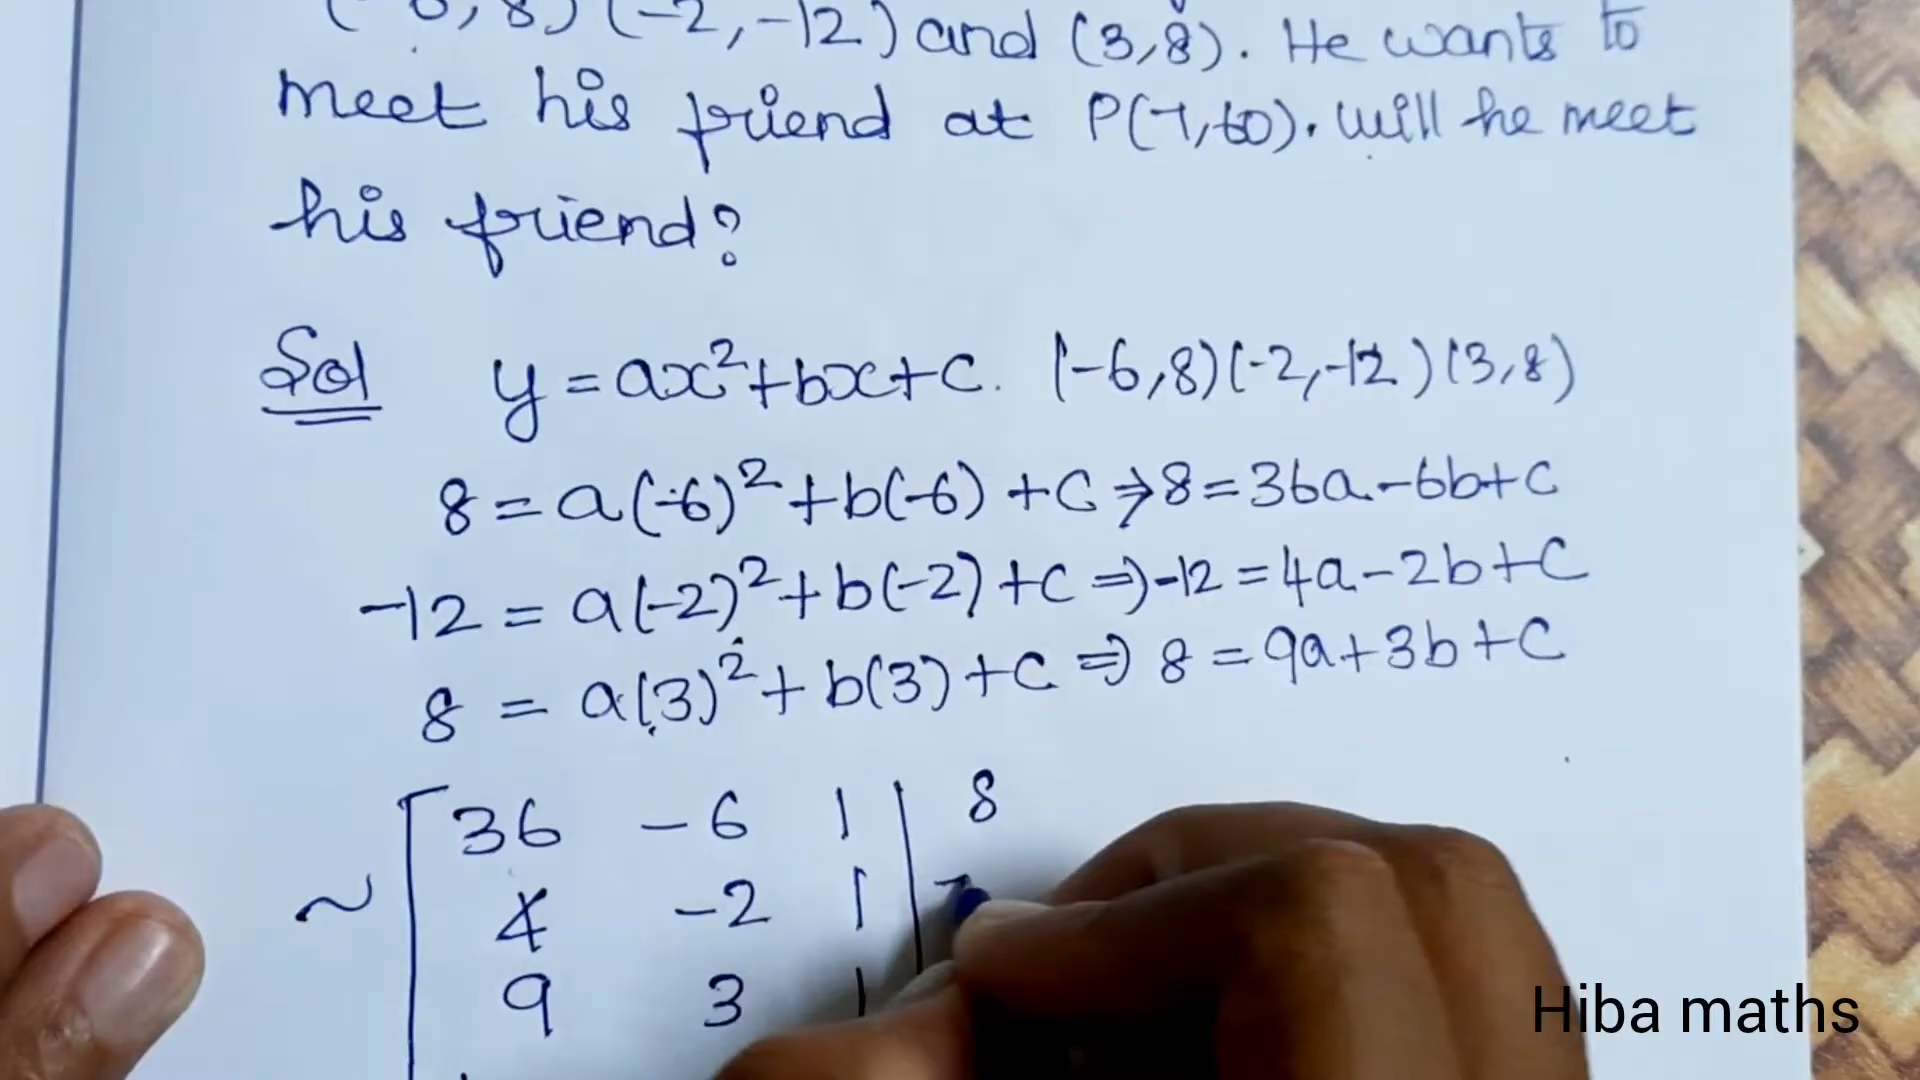 (-6,8)(-2,-12) and (3,8). He wants to
meet his friend at P(7,60). will he meet
his friend?
Sol y = ax²+bx+c. (-6,8)(-2,-12)(3,8)
8 = a(-6)²+b(-6)+c⇒8=36a-6b+c
-12 = a(-2)²+b(-2)+c⇒-12=4a-2b+c
8 = a(3)²+b(3)+c⇒8=9a+3b+c
~ [36 -6 1 | 8
4 -2 1 | -
9 3 1
Hiba maths